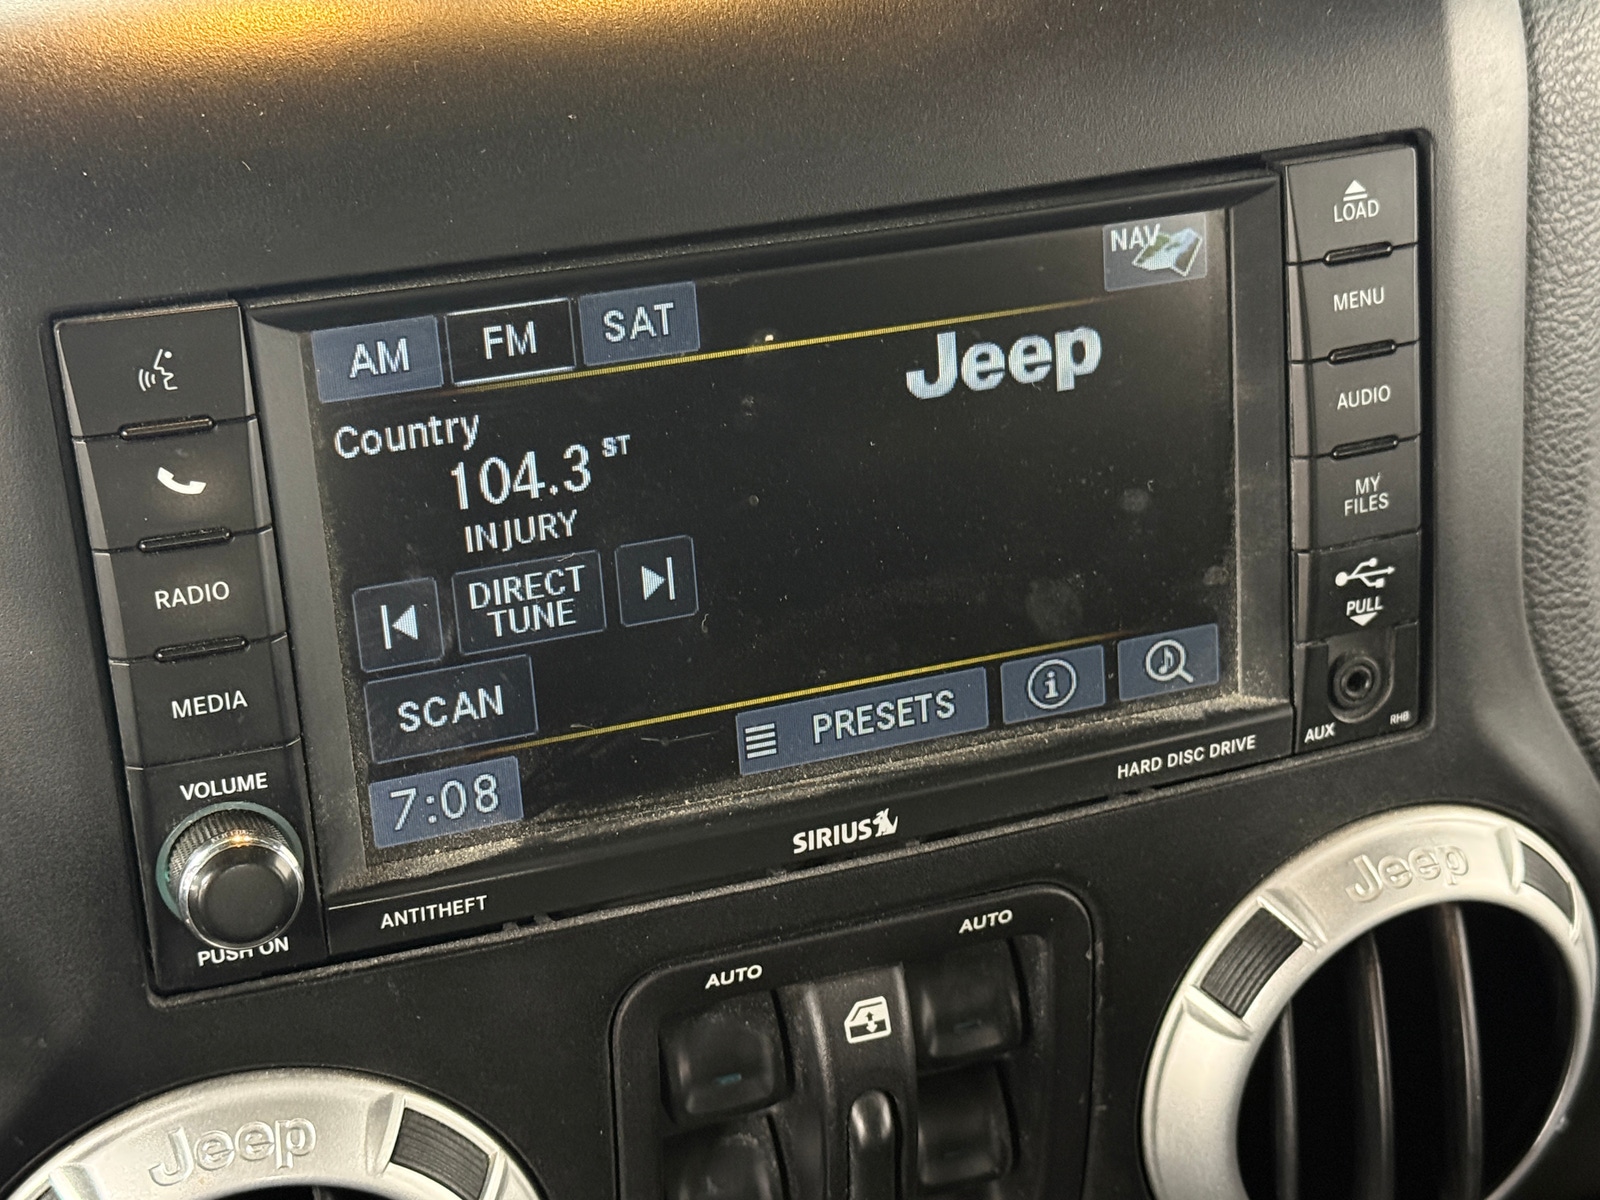 LOAD
MENU
AUDIO
MY
FILES
PULL
AUX
RHB
NAV
AM
FM
SAT
Jeep
Country
104.3 ST
INJURY
DIRECT
TUNE
SCAN
PRESETS
7:08
RADIO
MEDIA
VOLUME
PUSH ON
ANTITHEFT
SIRIUS
HARD DISC DRIVE
AUTO
AUTO
Jeep
Jeep